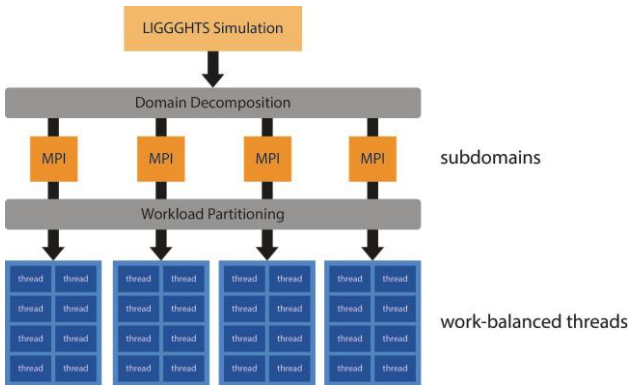 LIGGGHTS Simulation
Domain Decomposition
MPI MPI MPI MPI
subdomains
Workload Partitioning
thread thread thread thread thread thread thread thread
thread thread thread thread thread thread thread thread
work-balanced threads
thread thread thread thread thread thread thread thread
thread thread thread thread thread thread thread thread